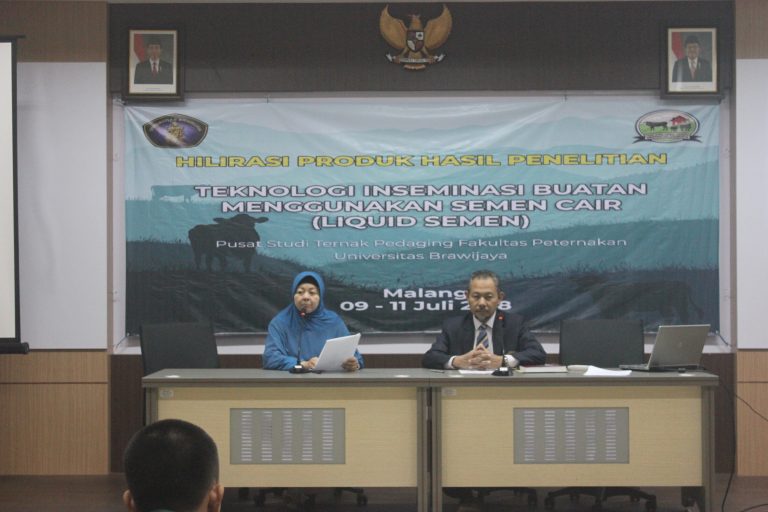 HILIRASI PRODUK HASIL PENELITIAN
TEKNOLOGI INSEMINASI BUATAN
MENGGUNAKAN SEMEN CAIR
(LIQUID SEMEN)
Pusat Studi Ternak Pedaging Fakultas Peternakan
Universitas Brawijaya
Malang
09 - 11 Juli 8